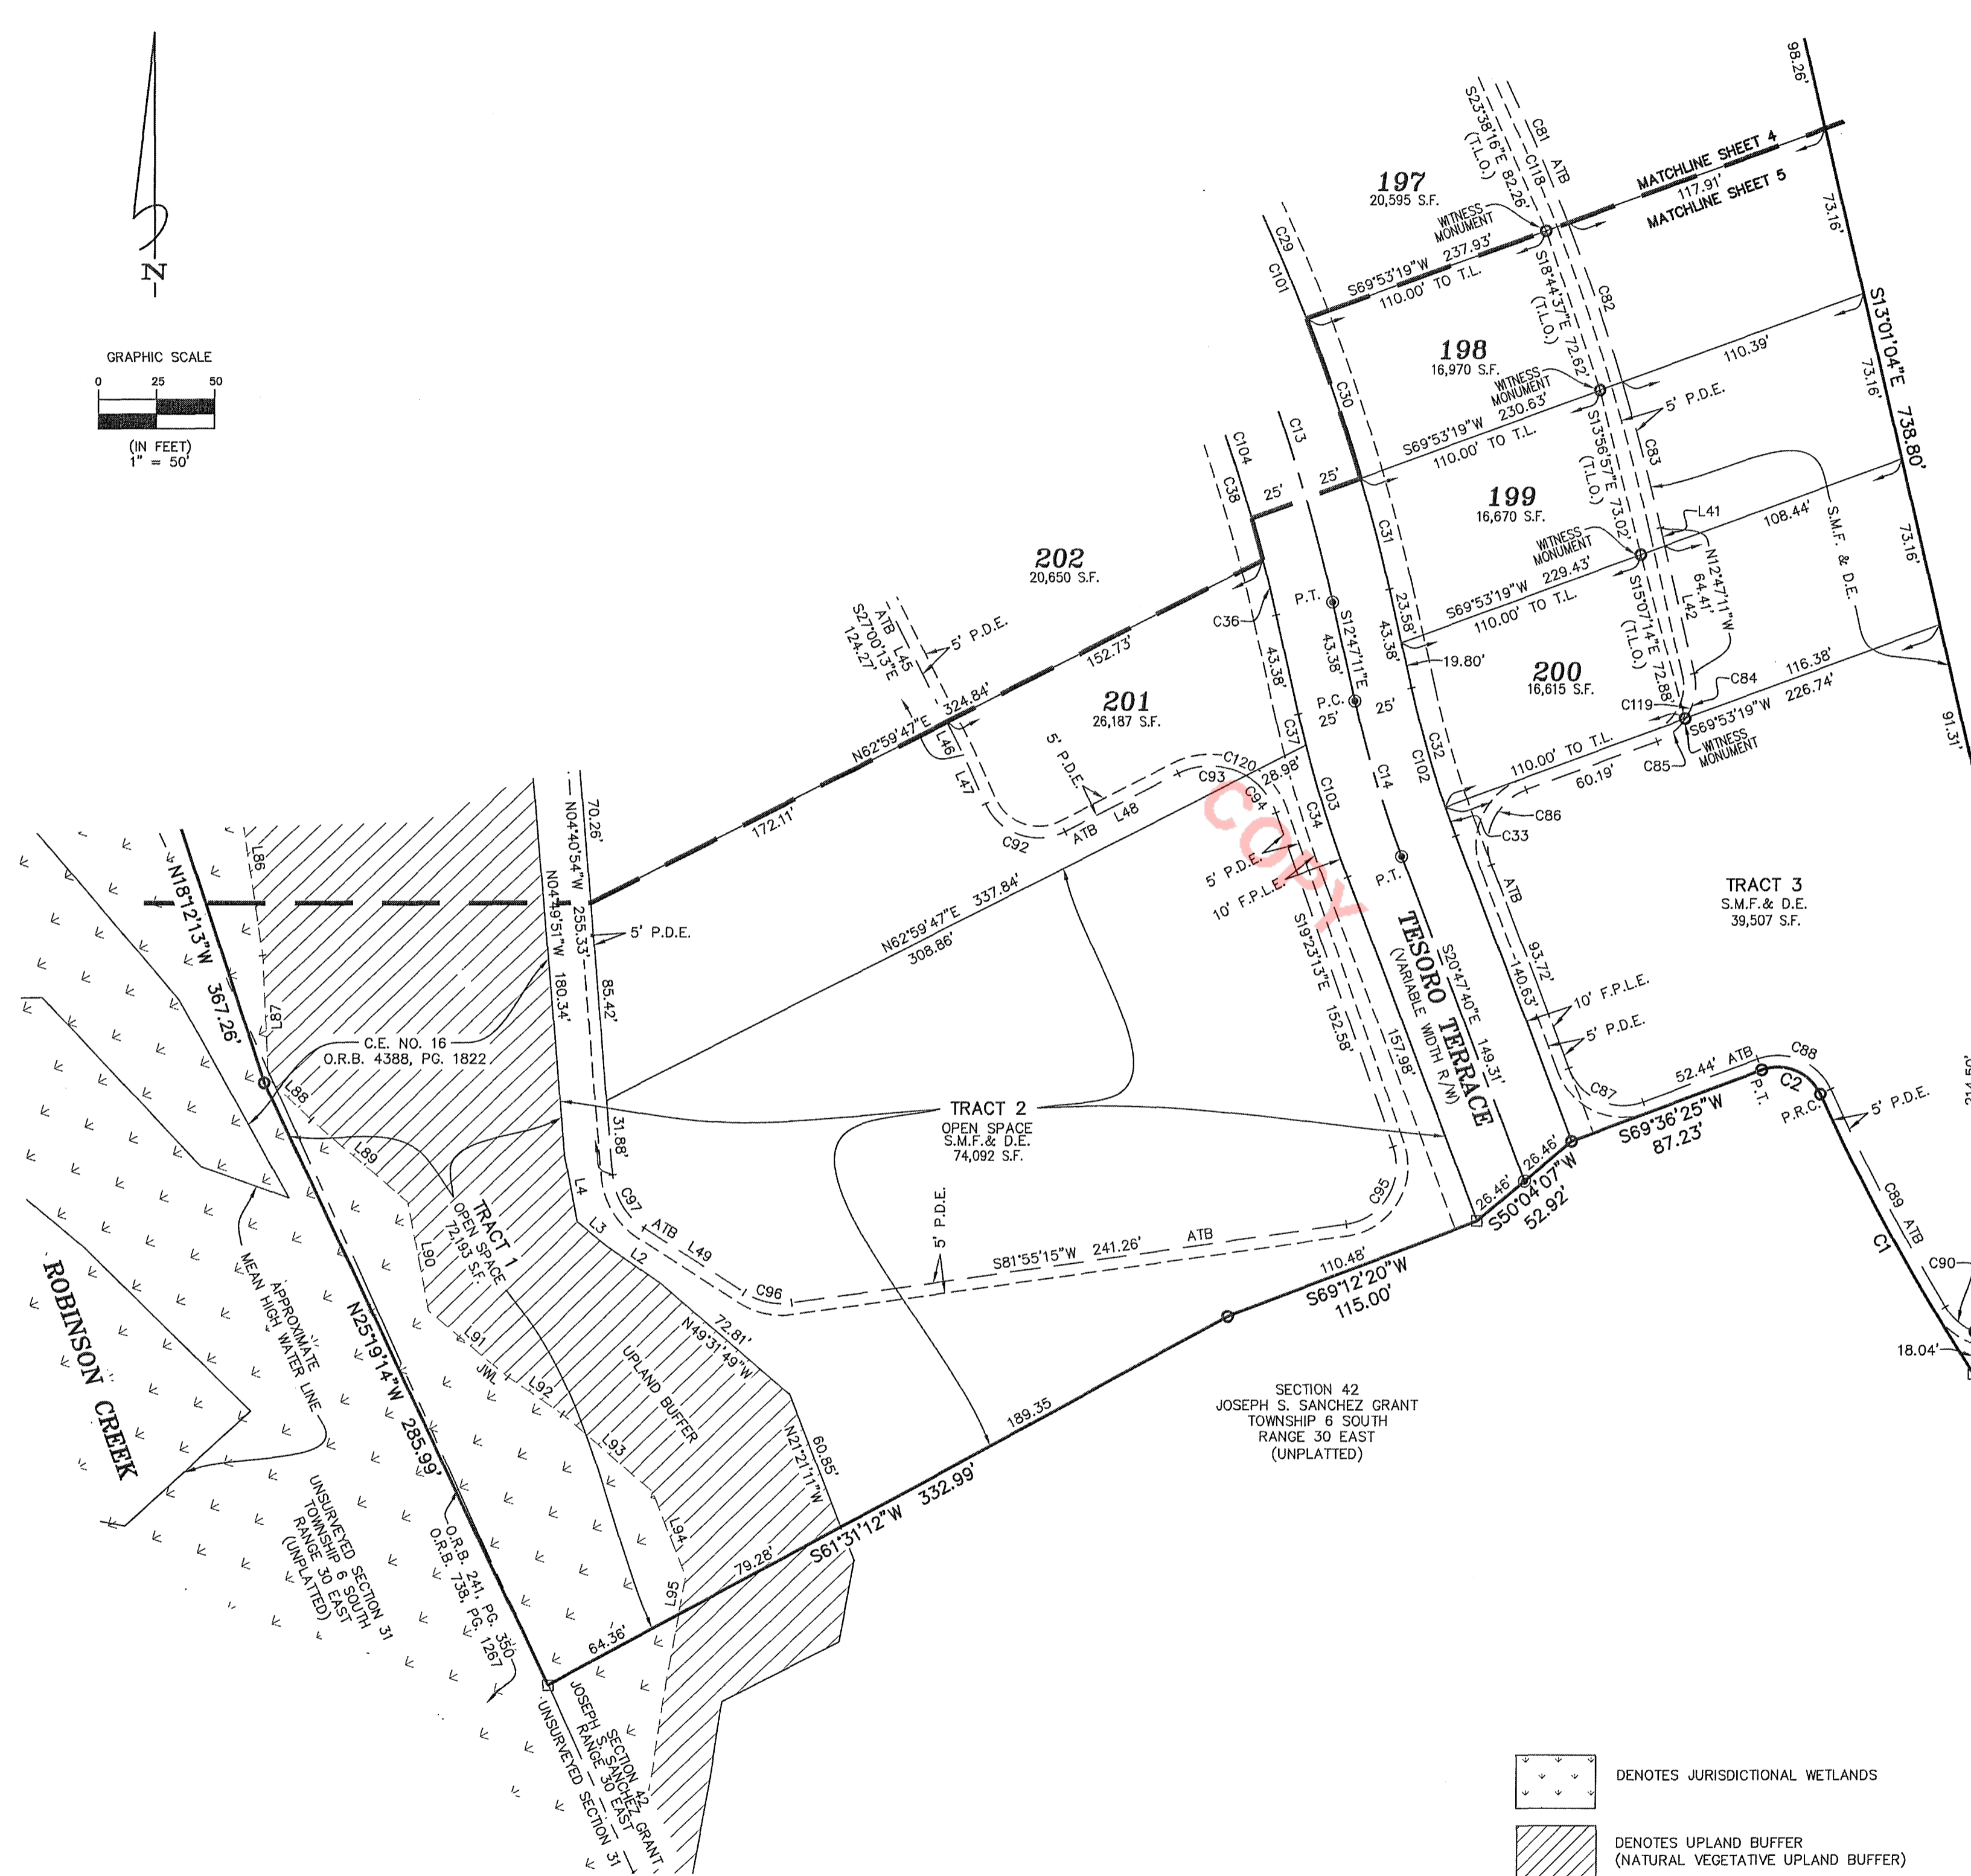 N
GRAPHIC SCALE
0 25 50
(IN FEET)
1" = 50'
98.26'
S23°38'16"E 82.26'
(T.L.O.)
C81
C118
ATB
MATCHLINE SHEET 4
117.91'
MATCHLINE SHEET 5
197
20,595 S.F.
WITNESS
MONUMENT
C29
C101
S69°53'19"W 237.93'
110.00' TO T.L.
S18°44'37"E 72.62'
(T.L.O.)
C82
73.16'
198
16,970 S.F.
WITNESS
MONUMENT
110.39'
S13°01'04"E 738.80'
73.16'
C30
S69°53'19"W 230.63'
110.00' TO T.L.
5' P.D.E.
C13
C104
C38
25'
25'
S13°56'57"E 73.02'
(T.L.O.)
C83
199
16,670 S.F.
L41
108.44'
S.M.F. & D.E.
73.16'
C31
WITNESS
MONUMENT
N12°47'11"W
64.41'
L42
202
20,650 S.F.
S69°53'19"W 229.43'
110.00' TO T.L.
23.58'
P.T.
S12°47'11"E
43.38'
43.38'
19.80'
C36
43.38'
S15°07'14"E 72.88'
(T.L.O.)
200
16,615 S.F.
116.38'
226.74'
S69°53'19"W
C84
C119
WITNESS
MONUMENT
C85
91.31'
S27°00'13"E
124.27'
ATB
L45
5' P.D.E.
152.73'
324.84'
N62°59'47"E
172.11'
201
26,187 S.F.
P.C.
25'
25'
C37
C32
C102
110.00' TO T.L.
60.19'
C86
C33
L46
L47
5' P.D.E.
C120
C93
28.98'
C94
C103
C34
C14
C92
ATB
L48
COPY
5' P.D.E.
10' F.P.L.E.
P.T.
ATB
TRACT 3
S.M.F.& D.E.
39,507 S.F.
N62°59'47"E 337.84'
308.86'
70.26'
N04°40'54"W 255.33'
N04°49'51"W 180.34'
5' P.D.E.
85.42'
L86
L87
N18°12'13"W 367.26'
C.E. NO. 16
O.R.B. 4388, PG. 1822
TESORO TERRACE
(VARIABLE WIDTH R/W)
S19°23'13"E 152.58'
157.98'
S20°47'40"E 149.31'
93.72'
140.63'
10' F.P.L.E.
5' P.D.E.
52.44'
ATB
C88
C87
C2
P.T.
P.R.C.
5' P.D.E.
S69°36'25"W
87.23'
L88
L89
TRACT 2
OPEN SPACE
S.M.F.& D.E.
74,092 S.F.
31.88'
C97
L4
L3
L2
ATB
L49
5' P.D.E.
C95
26.46'
26.46'
S50°04'07"W
52.92'
C89
ATB
C1
C90
18.04'
TRACT 1
OPEN SPACE
72,193 S.F.
L90
S81°55'15"W 241.26'
ATB
C96
110.48'
S69°12'20"W
115.00'
ROBINSON CREEK
APPROXIMATE
MEAN HIGH WATER LINE
N25°19'14"W 285.99'
L91
JWL
L92
L93
UPLAND BUFFER
72.81'
N49°31'49"W
60.85'
N21°21'11"W
L94
L95
189.35
S61°31'12"W 332.99'
79.28'
64.36'
SECTION 42
JOSEPH S. SANCHEZ GRANT
TOWNSHIP 6 SOUTH
RANGE 30 EAST
(UNPLATTED)
UNSURVEYED SECTION 31
TOWNSHIP 6 SOUTH
RANGE 30 EAST
(UNPLATTED)
O.R.B. 241, PG. 350
O.R.B. 738, PG. 1267
SECTION 42
JOSEPH S. SANCHEZ GRANT
RANGE 30 EAST
UNSURVEYED SECTION 31
DENOTES JURISDICTIONAL WETLANDS
DENOTES UPLAND BUFFER
(NATURAL VEGETATIVE UPLAND BUFFER)